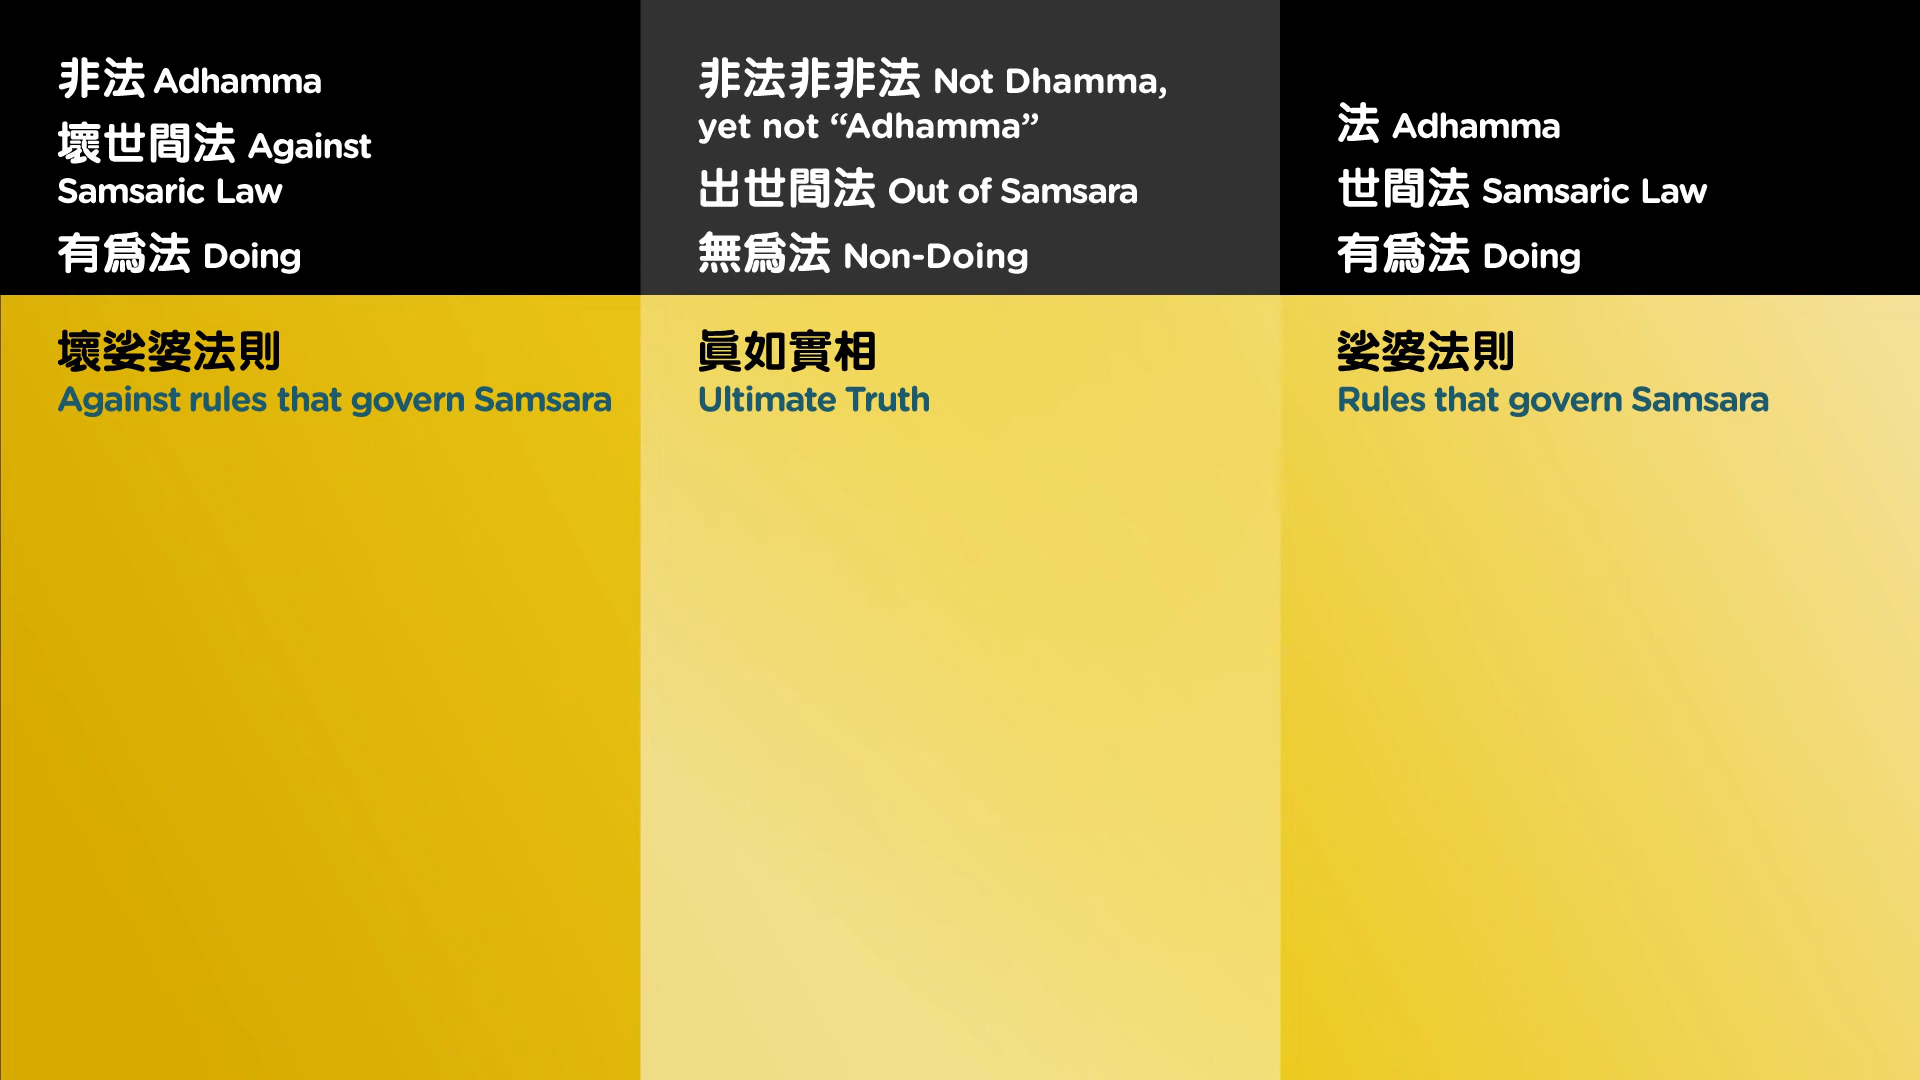 非法 Adhamma
壞世間法 Against
Samsaric Law
有爲法 Doing
壞娑婆法則
Against rules that govern Samsara
非法非非法 Not Dhamma,
yet not “Adhamma”
出世間法 Out of Samsara
無爲法 Non-Doing
眞如實相
Ultimate Truth
法 Adhamma
世間法 Samsaric Law
有爲法 Doing
娑婆法則
Rules that govern Samsara